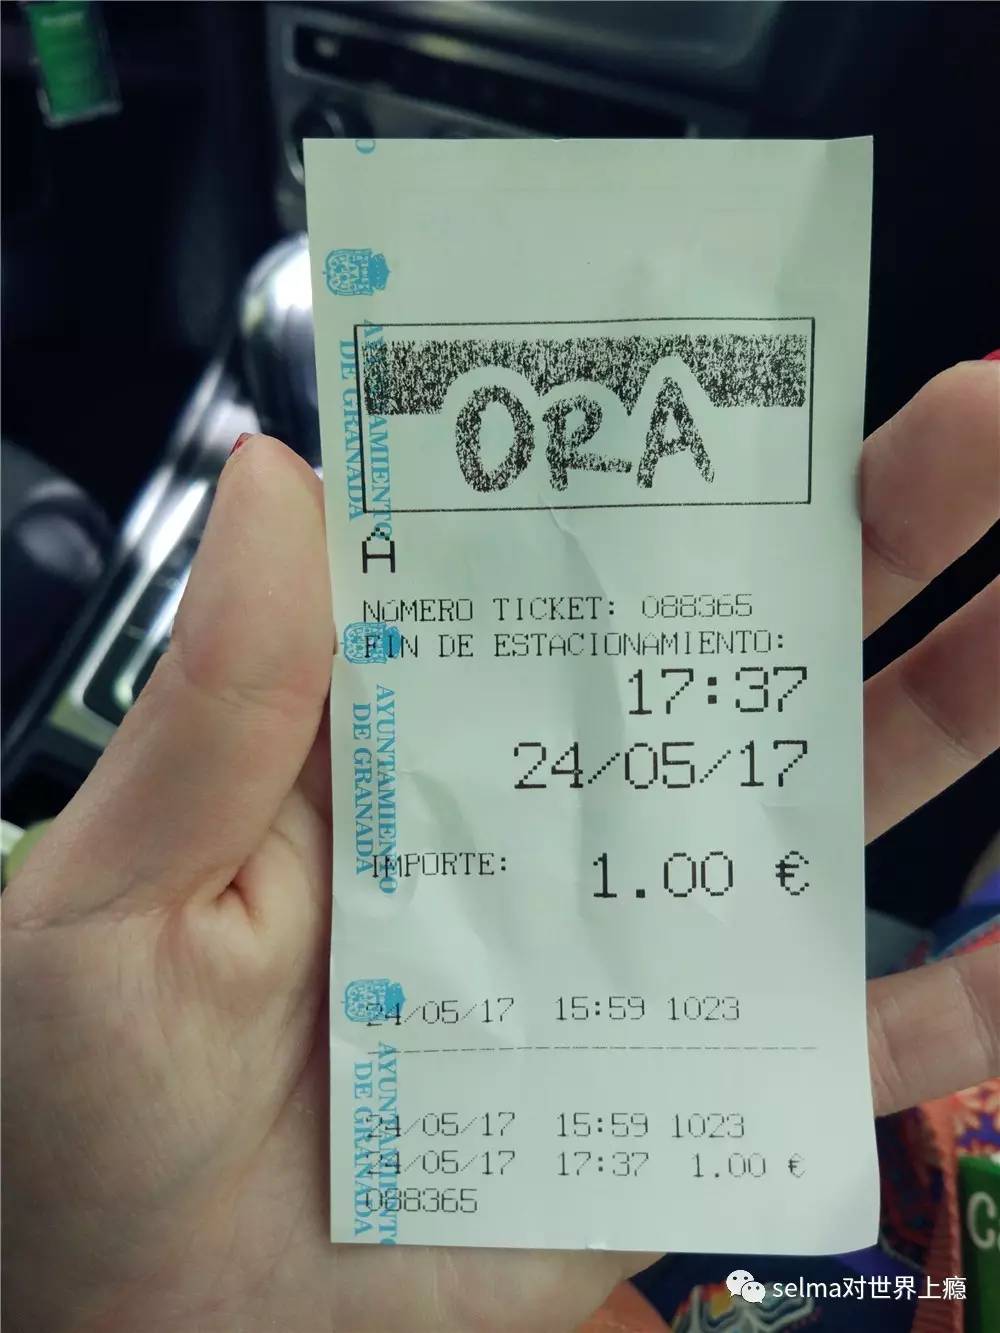 ORA
A
NUMERO TICKET: 088365
FIN DE ESTACIONAMIENTO:
17:37
24/05/17
IMPORTE: 1.00 €
24/05/17 15:59 1023
24/05/17 15:59 1023
24/05/17 17:37 1.00 €
088365
AYUNTAMIENTO
DE GRANADA
AYUNTAMIENTO
DE GRANADA
AYUNTAMIENTO
DE GRANADA
selma对世界上瘾